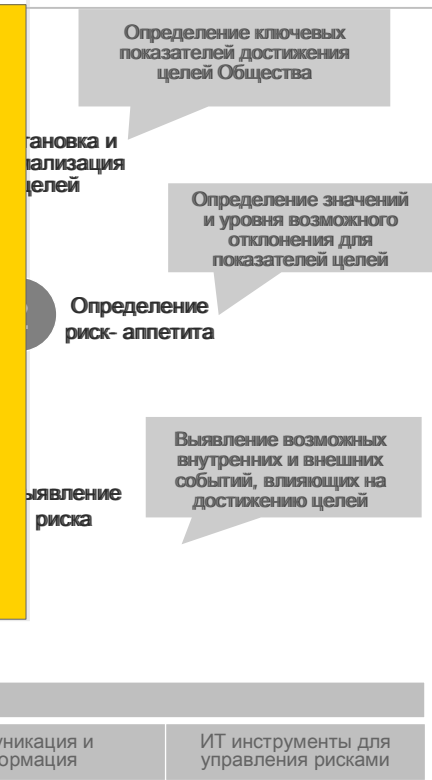 Определение ключевых
показателей достижения
целей Общества
тановка и
ализация
целей
Определение значений
и уровня возможного
отклонения для
показателей целей
Определение
риск- аппетита
Выявление возможных
внутренних и внешних
событий, влияющих на
достижению целей
ыявление
риска
уникация и
ормация
ИТ инструменты для
управления рисками